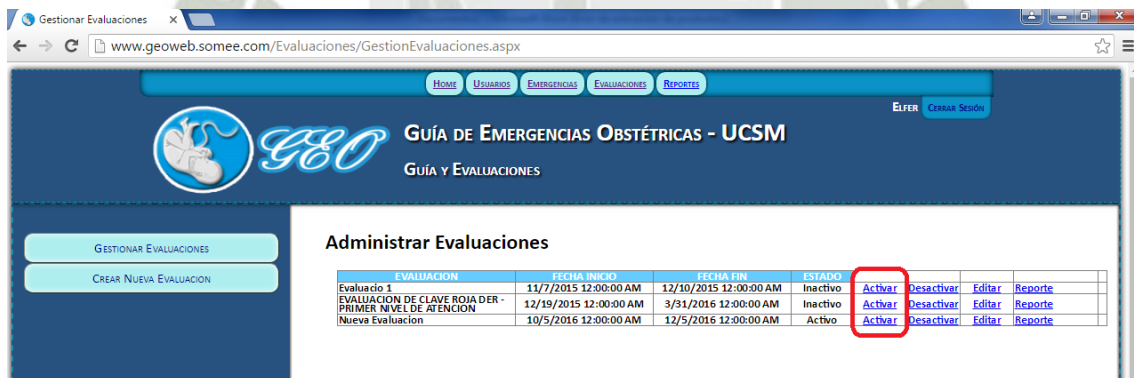 Gestionar Evaluaciones
www.geoweb.somee.com/Evaluaciones/GestionEvaluaciones.aspx
Home Usuarios Emergencias Evaluaciones Reportes
Elfer Cerrar Sesión
GEO
Guía de Emergencias Obstétricas - UCSM
Guía y Evaluaciones
Gestionar Evaluaciones
Crear Nueva Evaluacion
Administrar Evaluaciones
EVALUACION FECHA INICIO FECHA FIN ESTADO
Evaluacio 1 11/7/2015 12:00:00 AM 12/10/2015 12:00:00 AM Inactivo Activar Desactivar Editar Reporte
EVALUACION DE CLAVE ROJA DER -
PRIMER NIVEL DE ATENCION 12/19/2015 12:00:00 AM 3/31/2016 12:00:00 AM Inactivo Activar Desactivar Editar Reporte
Nueva Evaluacion 10/5/2016 12:00:00 AM 12/5/2016 12:00:00 AM Activo Activar Desactivar Editar Reporte